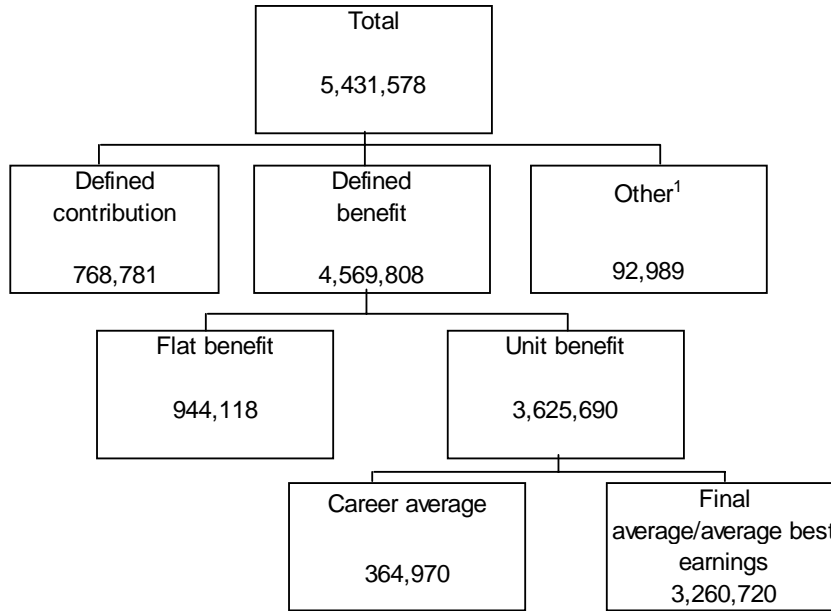 Total
5,431,578
Defined
contribution
768,781
Defined
benefit
4,569,808
Other¹
92,989
Flat benefit
944,118
Unit benefit
3,625,690
Career average
364,970
Final
average/average best
earnings
3,260,720